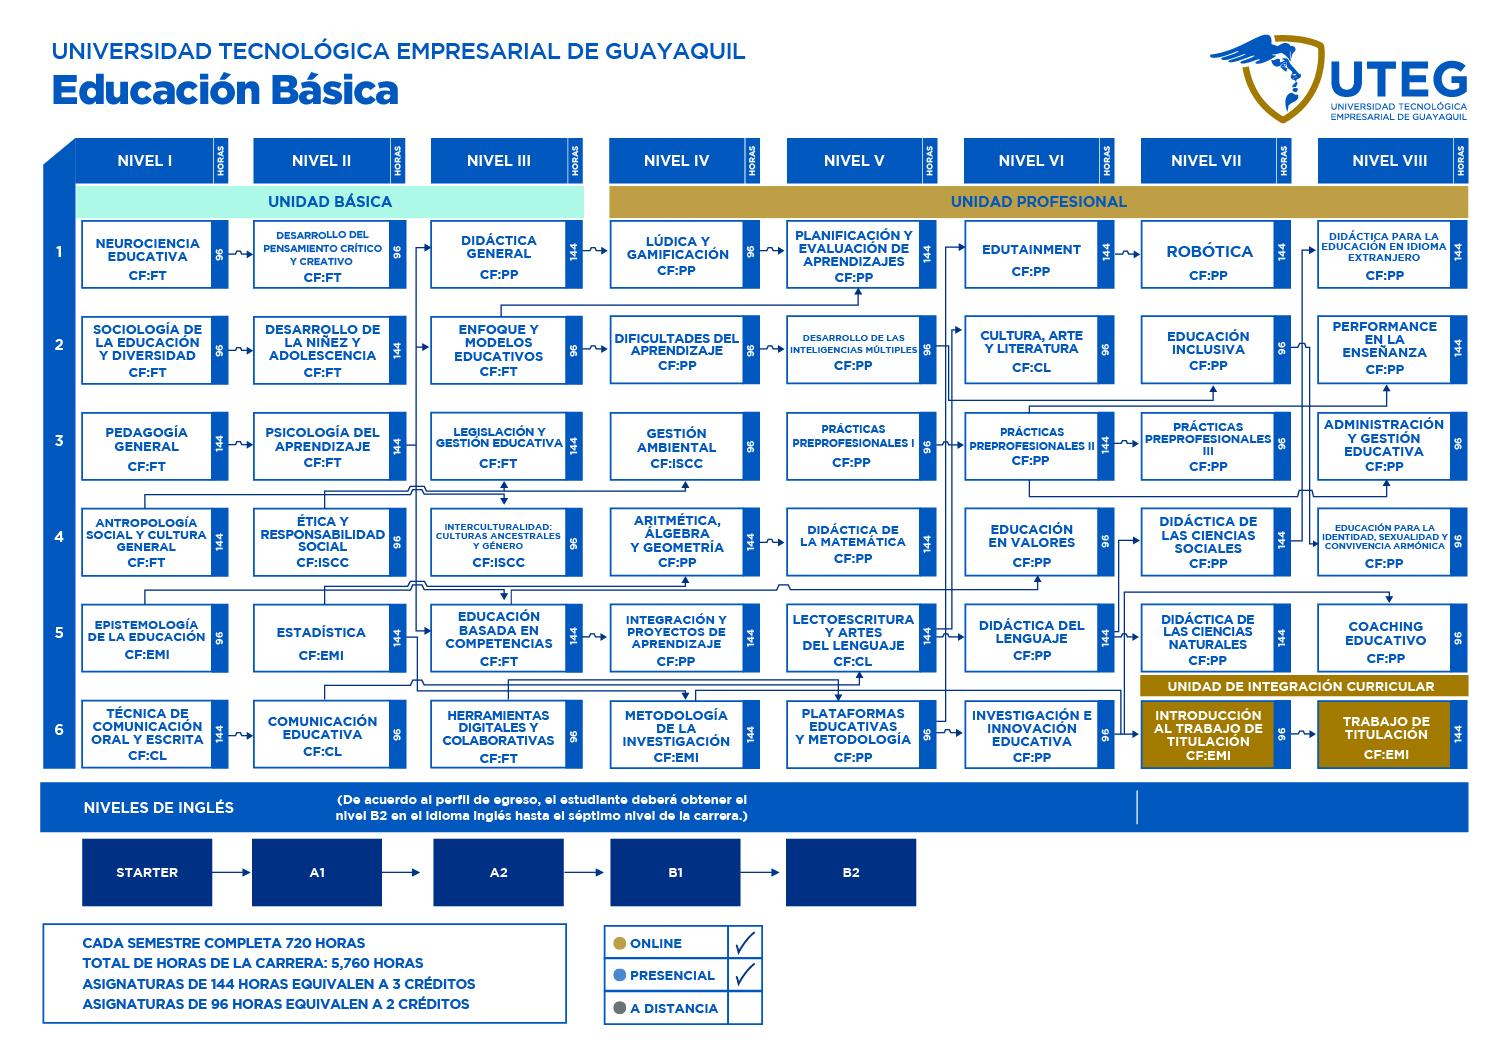 UNIVERSIDAD TECNOLÓGICA EMPRESARIAL DE GUAYAQUIL
Educación Básica
UTEG
UNIVERSIDAD TECNOLÓGICA
EMPRESARIAL DE GUAYAQUIL
NIVEL I HORAS NIVEL II HORAS NIVEL III HORAS NIVEL IV HORAS NIVEL V HORAS NIVEL VI HORAS NIVEL VII HORAS NIVEL VIII HORAS
UNIDAD BÁSICA
UNIDAD PROFESIONAL
1
NEUROCIENCIA
EDUCATIVA
CF:FT
96
DESARROLLO DEL
PENSAMIENTO CRÍTICO
Y CREATIVO
CF:FT
96
DIDÁCTICA
GENERAL
CF:PP
144
LÚDICA Y
GAMIFICACIÓN
CF:PP
96
PLANIFICACIÓN Y
EVALUACIÓN DE
APRENDIZAJES
CF:PP
144
EDUTAINMENT
CF:PP
144
ROBÓTICA
CF:PP
144
DIDÁCTICA PARA LA
EDUCACIÓN EN IDIOMA
EXTRANJERO
CF:PP
144
2
SOCIOLOGÍA DE
LA EDUCACIÓN
Y DIVERSIDAD
CF:FT
96
DESARROLLO DE
LA NIÑEZ Y
ADOLESCENCIA
CF:FT
144
ENFOQUE Y
MODELOS
EDUCATIVOS
CF:FT
96
DIFICULTADES DEL
APRENDIZAJE
CF:PP
96
DESARROLLO DE LAS
INTELIGENCIAS MÚLTIPLES
CF:PP
96
CULTURA, ARTE
Y LITERATURA
CF:CL
96
EDUCACIÓN
INCLUSIVA
CF:PP
96
PERFORMANCE
EN LA
ENSEÑANZA
CF:PP
144
3
PEDAGOGÍA
GENERAL
CF:FT
144
PSICOLOGÍA DEL
APRENDIZAJE
CF:FT
144
LEGISLACIÓN Y
GESTIÓN EDUCATIVA
CF:FT
144
GESTIÓN
AMBIENTAL
CF:ISCC
96
PRÁCTICAS
PREPROFESIONALES I
CF:PP
96
PRÁCTICAS
PREPROFESIONALES II
CF:PP
144
PRÁCTICAS
PREPROFESIONALES
III
CF:PP
96
ADMINISTRACIÓN
Y GESTIÓN
EDUCATIVA
CF:PP
96
4
ANTROPOLOGÍA
SOCIAL Y CULTURA
GENERAL
CF:FT
144
ÉTICA Y
RESPONSABILIDAD
SOCIAL
CF:ISCC
96
INTERCULTURALIDAD:
CULTURAS ANCESTRALES
Y GÉNERO
CF:ISCC
96
ARITMÉTICA,
ÁLGEBRA
Y GEOMETRÍA
CF:PP
144
DIDÁCTICA DE
LA MATEMÁTICA
CF:PP
144
EDUCACIÓN
EN VALORES
CF:PP
96
DIDÁCTICA DE
LAS CIENCIAS
SOCIALES
CF:PP
144
EDUCACIÓN PARA LA
IDENTIDAD, SEXUALIDAD Y
CONVIVENCIA ARMÓNICA
CF:PP
96
5
EPISTEMOLOGÍA
DE LA EDUCACIÓN
CF:EMI
96
ESTADÍSTICA
CF:EMI
144
EDUCACIÓN
BASADA EN
COMPETENCIAS
CF:FT
144
INTEGRACIÓN Y
PROYECTOS DE
APRENDIZAJE
CF:PP
144
LECTOESCRITURA
Y ARTES
DEL LENGUAJE
CF:CL
144
DIDÁCTICA DEL
LENGUAJE
CF:PP
144
DIDÁCTICA DE
LAS CIENCIAS
NATURALES
CF:PP
144
COACHING
EDUCATIVO
CF:PP
96
UNIDAD DE INTEGRACIÓN CURRICULAR
6
TÉCNICA DE
COMUNICACIÓN
ORAL Y ESCRITA
CF:CL
144
COMUNICACIÓN
EDUCATIVA
CF:CL
96
HERRAMIENTAS
DIGITALES Y
COLABORATIVAS
CF:FT
96
METODOLOGÍA
DE LA
INVESTIGACIÓN
CF:EMI
144
PLATAFORMAS
EDUCATIVAS
Y METODOLOGÍA
CF:PP
96
INVESTIGACIÓN E
INNOVACIÓN
EDUCATIVA
CF:PP
96
INTRODUCCIÓN
AL TRABAJO DE
TITULACIÓN
CF:EMI
96
TRABAJO DE
TITULACIÓN
CF:EMI
144
NIVELES DE INGLÉS
(De acuerdo al perfil de egreso, el estudiante deberá obtener el
nivel B2 en el idioma inglés hasta el séptimo nivel de la carrera.)
STARTER A1 A2 B1 B2
CADA SEMESTRE COMPLETA 720 HORAS
TOTAL DE HORAS DE LA CARRERA: 5,760 HORAS
ASIGNATURAS DE 144 HORAS EQUIVALEN A 3 CRÉDITOS
ASIGNATURAS DE 96 HORAS EQUIVALEN A 2 CRÉDITOS
ONLINE
PRESENCIAL
A DISTANCIA